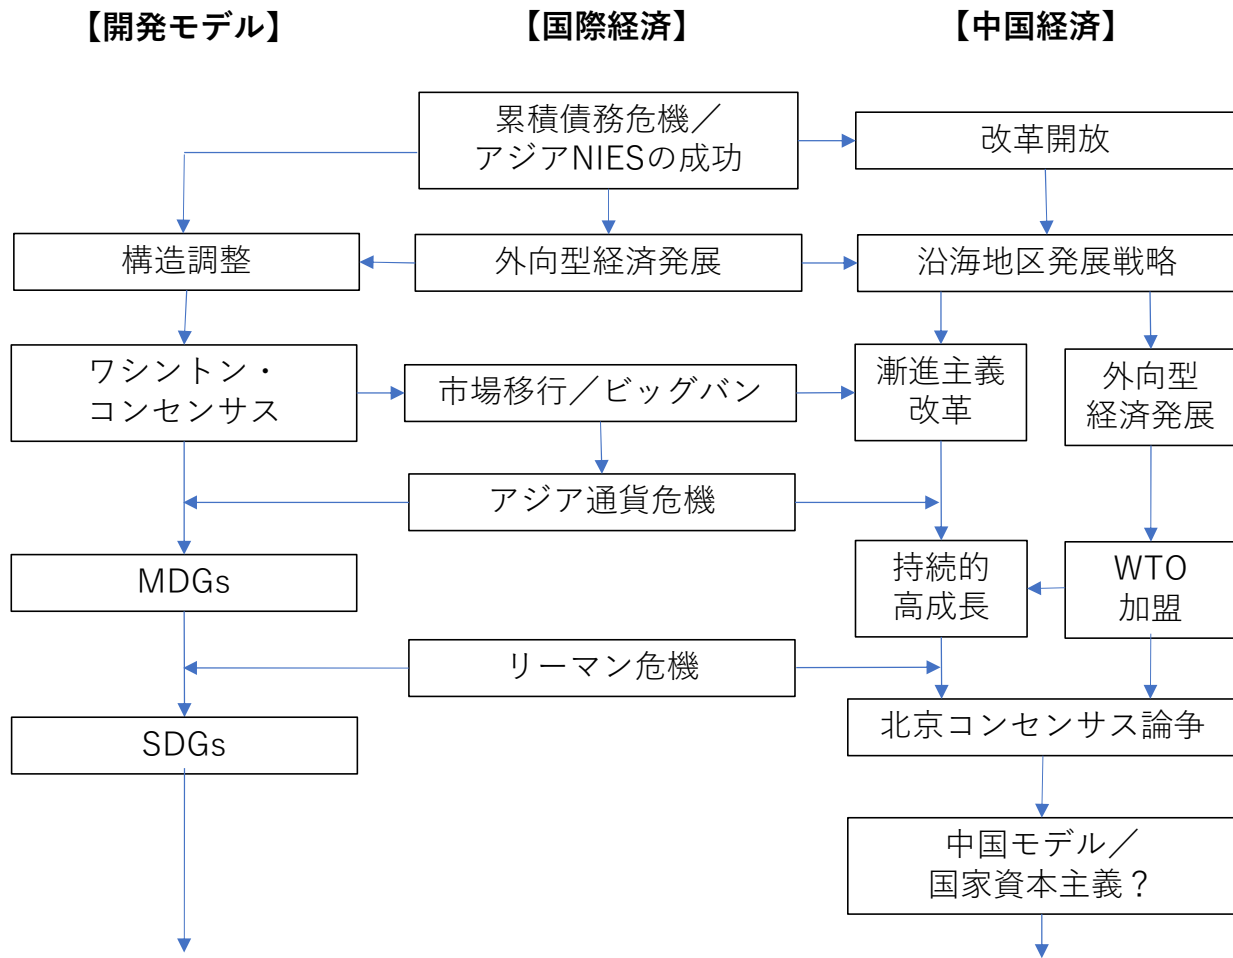 【開発モデル】
【国際経済】
【中国経済】
累積債務危機／
アジアNIESの成功
改革開放
構造調整
外向型経済発展
沿海地区発展戦略
ワシントン・
コンセンサス
市場移行／ビッグバン
漸進主義
改革
外向型
経済発展
アジア通貨危機
MDGs
持続的
高成長
WTO
加盟
リーマン危機
SDGs
北京コンセンサス論争
中国モデル／
国家資本主義？